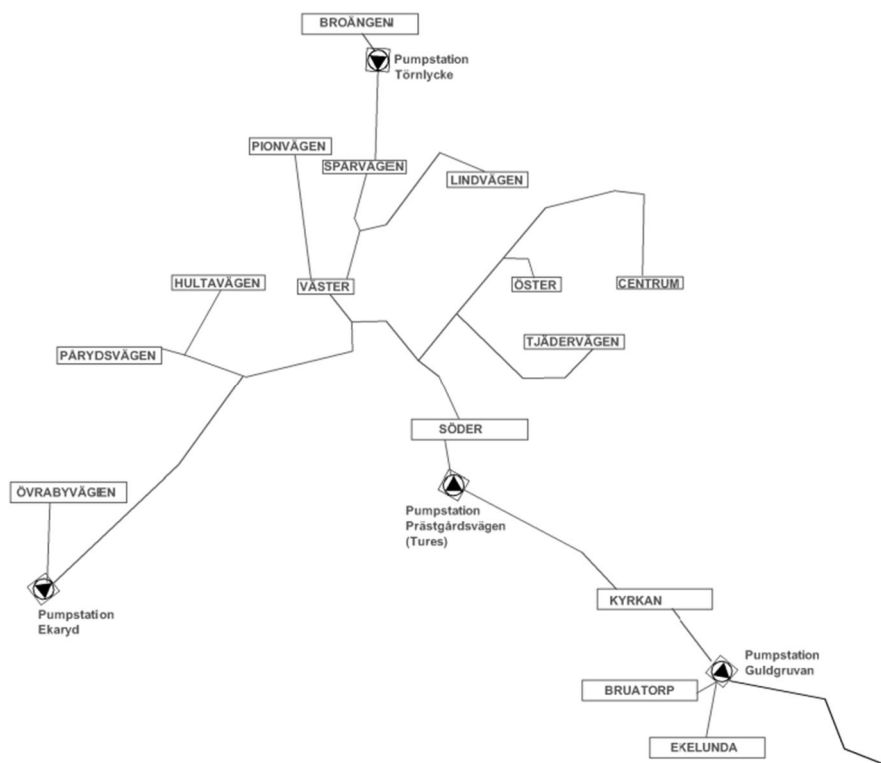 BROÄNGEN
Pumpstation
Törnlycke
PIONVÄGEN
SPARVÄGEN
LINDVÄGEN
HULTAVÄGEN
VÄSTER
ÖSTER
CENTRUM
PÅRYDSVÄGEN
TJÄDERVÄGEN
SÖDER
ÖVRABYVÄGEN
Pumpstation
Prästgårdsvägen
(Tures)
Pumpstation
Ekaryd
KYRKAN
Pumpstation
Guldgruvan
BRUATORP
EKELUNDA